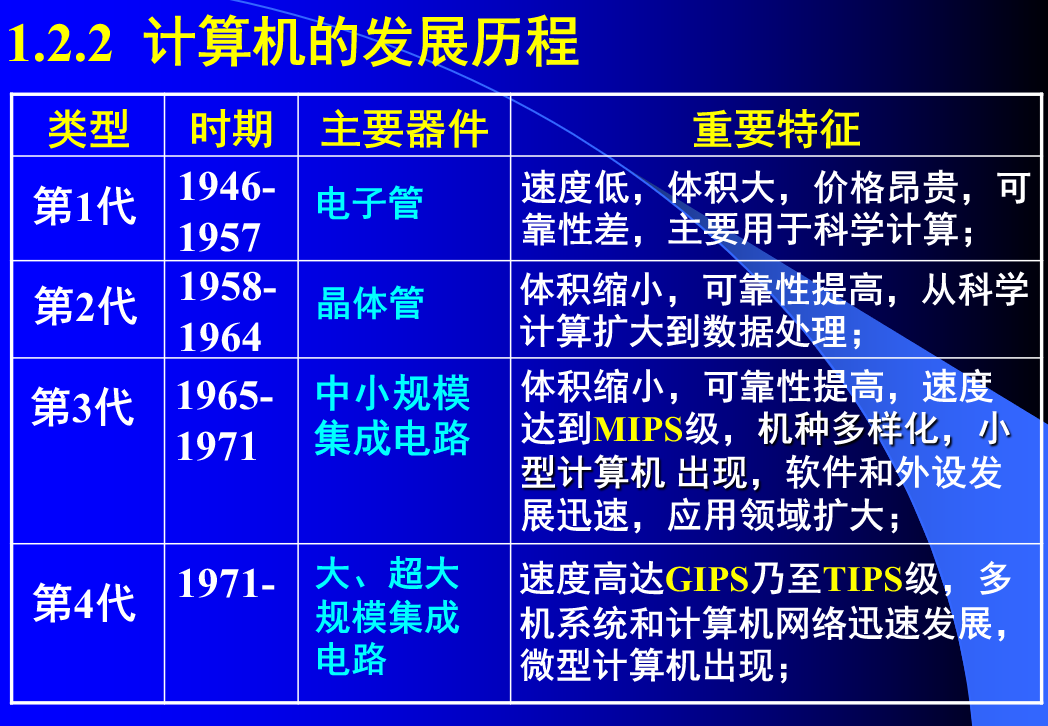 1.2.2 计算机的发展历程
类型 时期 主要器件 重要特征
第1代
1946-
1957
电子管
速度低，体积大，价格昂贵，可
靠性差，主要用于科学计算；
第2代
1958-
1964
晶体管
体积缩小，可靠性提高，从科学
计算扩大到数据处理；
第3代
1965-
1971
中小规模
集成电路
体积缩小，可靠性提高，速度
达到MIPS级，机种多样化，小
型计算机 出现，软件和外设发
展迅速，应用领域扩大；
第4代
1971-
大、超大
规模集成
电路
速度高达GIPS乃至TIPS级，多
机系统和计算机网络迅速发展，
微型计算机出现；